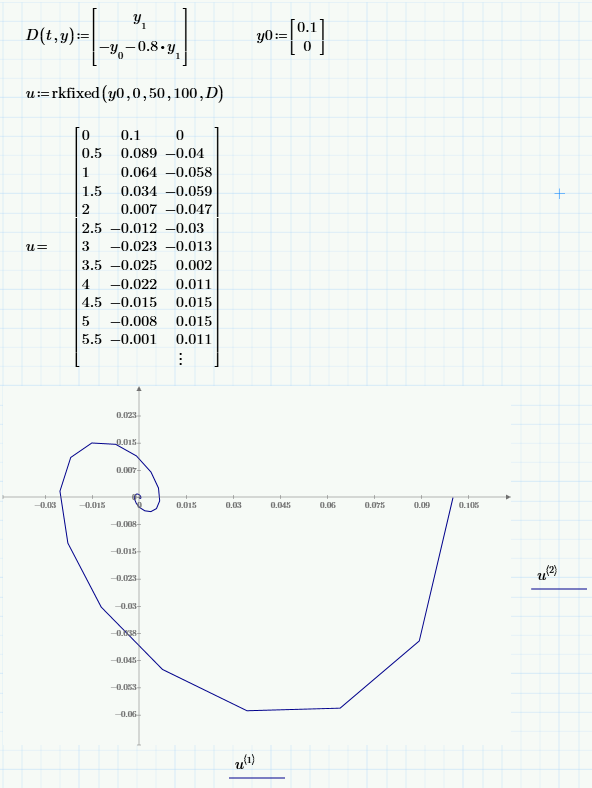 D(t,y):=[y₁
−y₀−0.8•y₁]
y0:=[0.1
0]
u:=rkfixed(y0,0,50,100,D)
u=
0 0.1 0
0.5 0.089 −0.04
1 0.064 −0.058
1.5 0.034 −0.059
2 0.007 −0.047
2.5 −0.012 −0.03
3 −0.023 −0.013
3.5 −0.025 0.002
4 −0.022 0.011
4.5 −0.015 0.015
5 −0.008 0.015
5.5 −0.001 0.011
⋮
0.023
0.015
0.007
−0.03 −0.015 0 0.015 0.03 0.045 0.06 0.075 0.09 0.105
−0.008
−0.015
−0.023
−0.03
−0.038
−0.045
−0.053
−0.06
u⁽²⁾
u⁽¹⁾